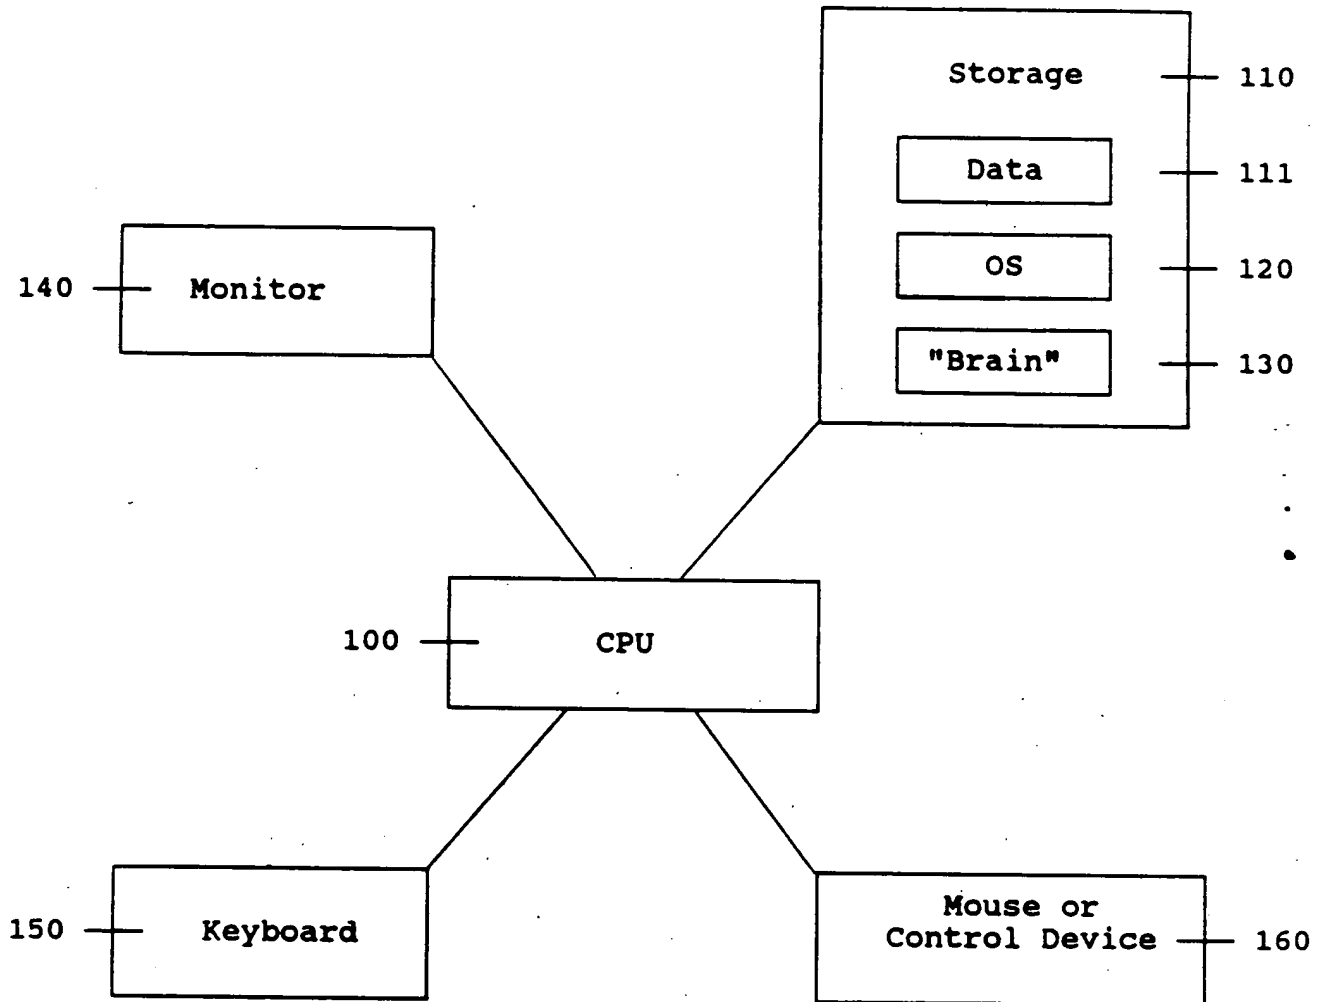 Storage 110
Data 111
OS 120
"Brain" 130
140 Monitor
100 CPU
150 Keyboard
Mouse or
Control Device 160